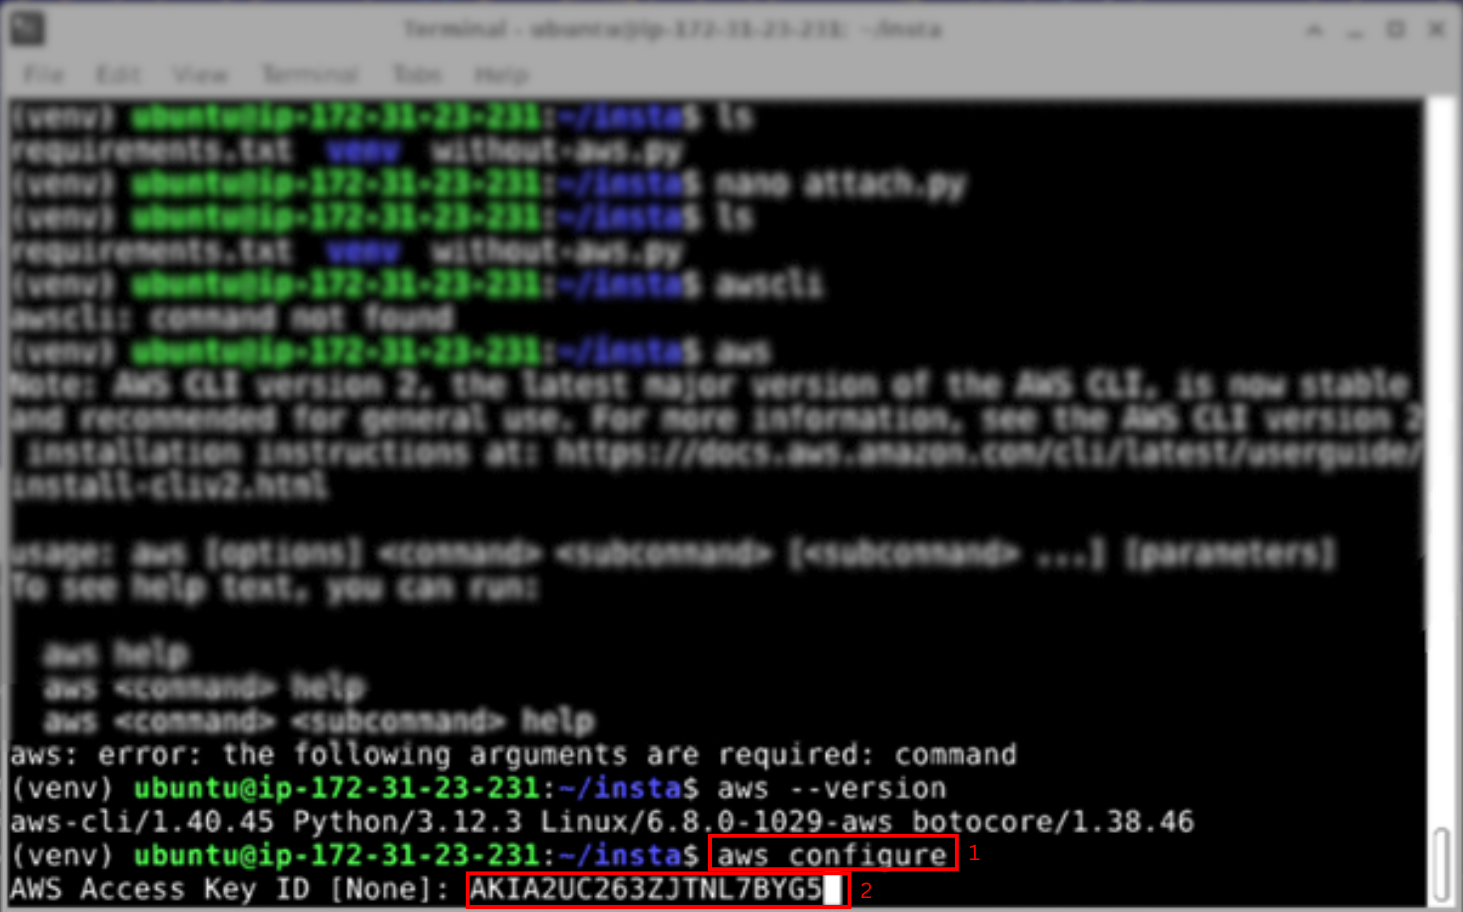 Terminal - ubuntu@ip-172-31-23-231: ~/insta
File Edit View Terminal Tabs Help
(venv) ubuntu@ip-172-31-23-231:~/insta$ ls
requirements.txt venv without-aws.py
(venv) ubuntu@ip-172-31-23-231:~/insta$ nano attach.py
(venv) ubuntu@ip-172-31-23-231:~/insta$ ls
requirements.txt venv without-aws.py
(venv) ubuntu@ip-172-31-23-231:~/insta$ awscli
awscli: command not found
(venv) ubuntu@ip-172-31-23-231:~/insta$ aws
Note: AWS CLI version 2, the latest major version of the AWS CLI, is now stable
and recommended for general use. For more information, see the AWS CLI version 2
installation instructions at: https://docs.aws.amazon.com/cli/latest/userguide/
install-cliv2.html
usage: aws [options] <command> <subcommand> [<subcommand> ...] [parameters]
To see help text, you can run:
aws help
aws <command> help
aws <command> <subcommand> help
aws: error: the following arguments are required: command
(venv) ubuntu@ip-172-31-23-231:~/insta$ aws --version
aws-cli/1.40.45 Python/3.12.3 Linux/6.8.0-1029-aws botocore/1.38.46
(venv) ubuntu@ip-172-31-23-231:~/insta$ aws configure 1
AWS Access Key ID [None]: AKIA2UC263ZJTNL7BYG5 2